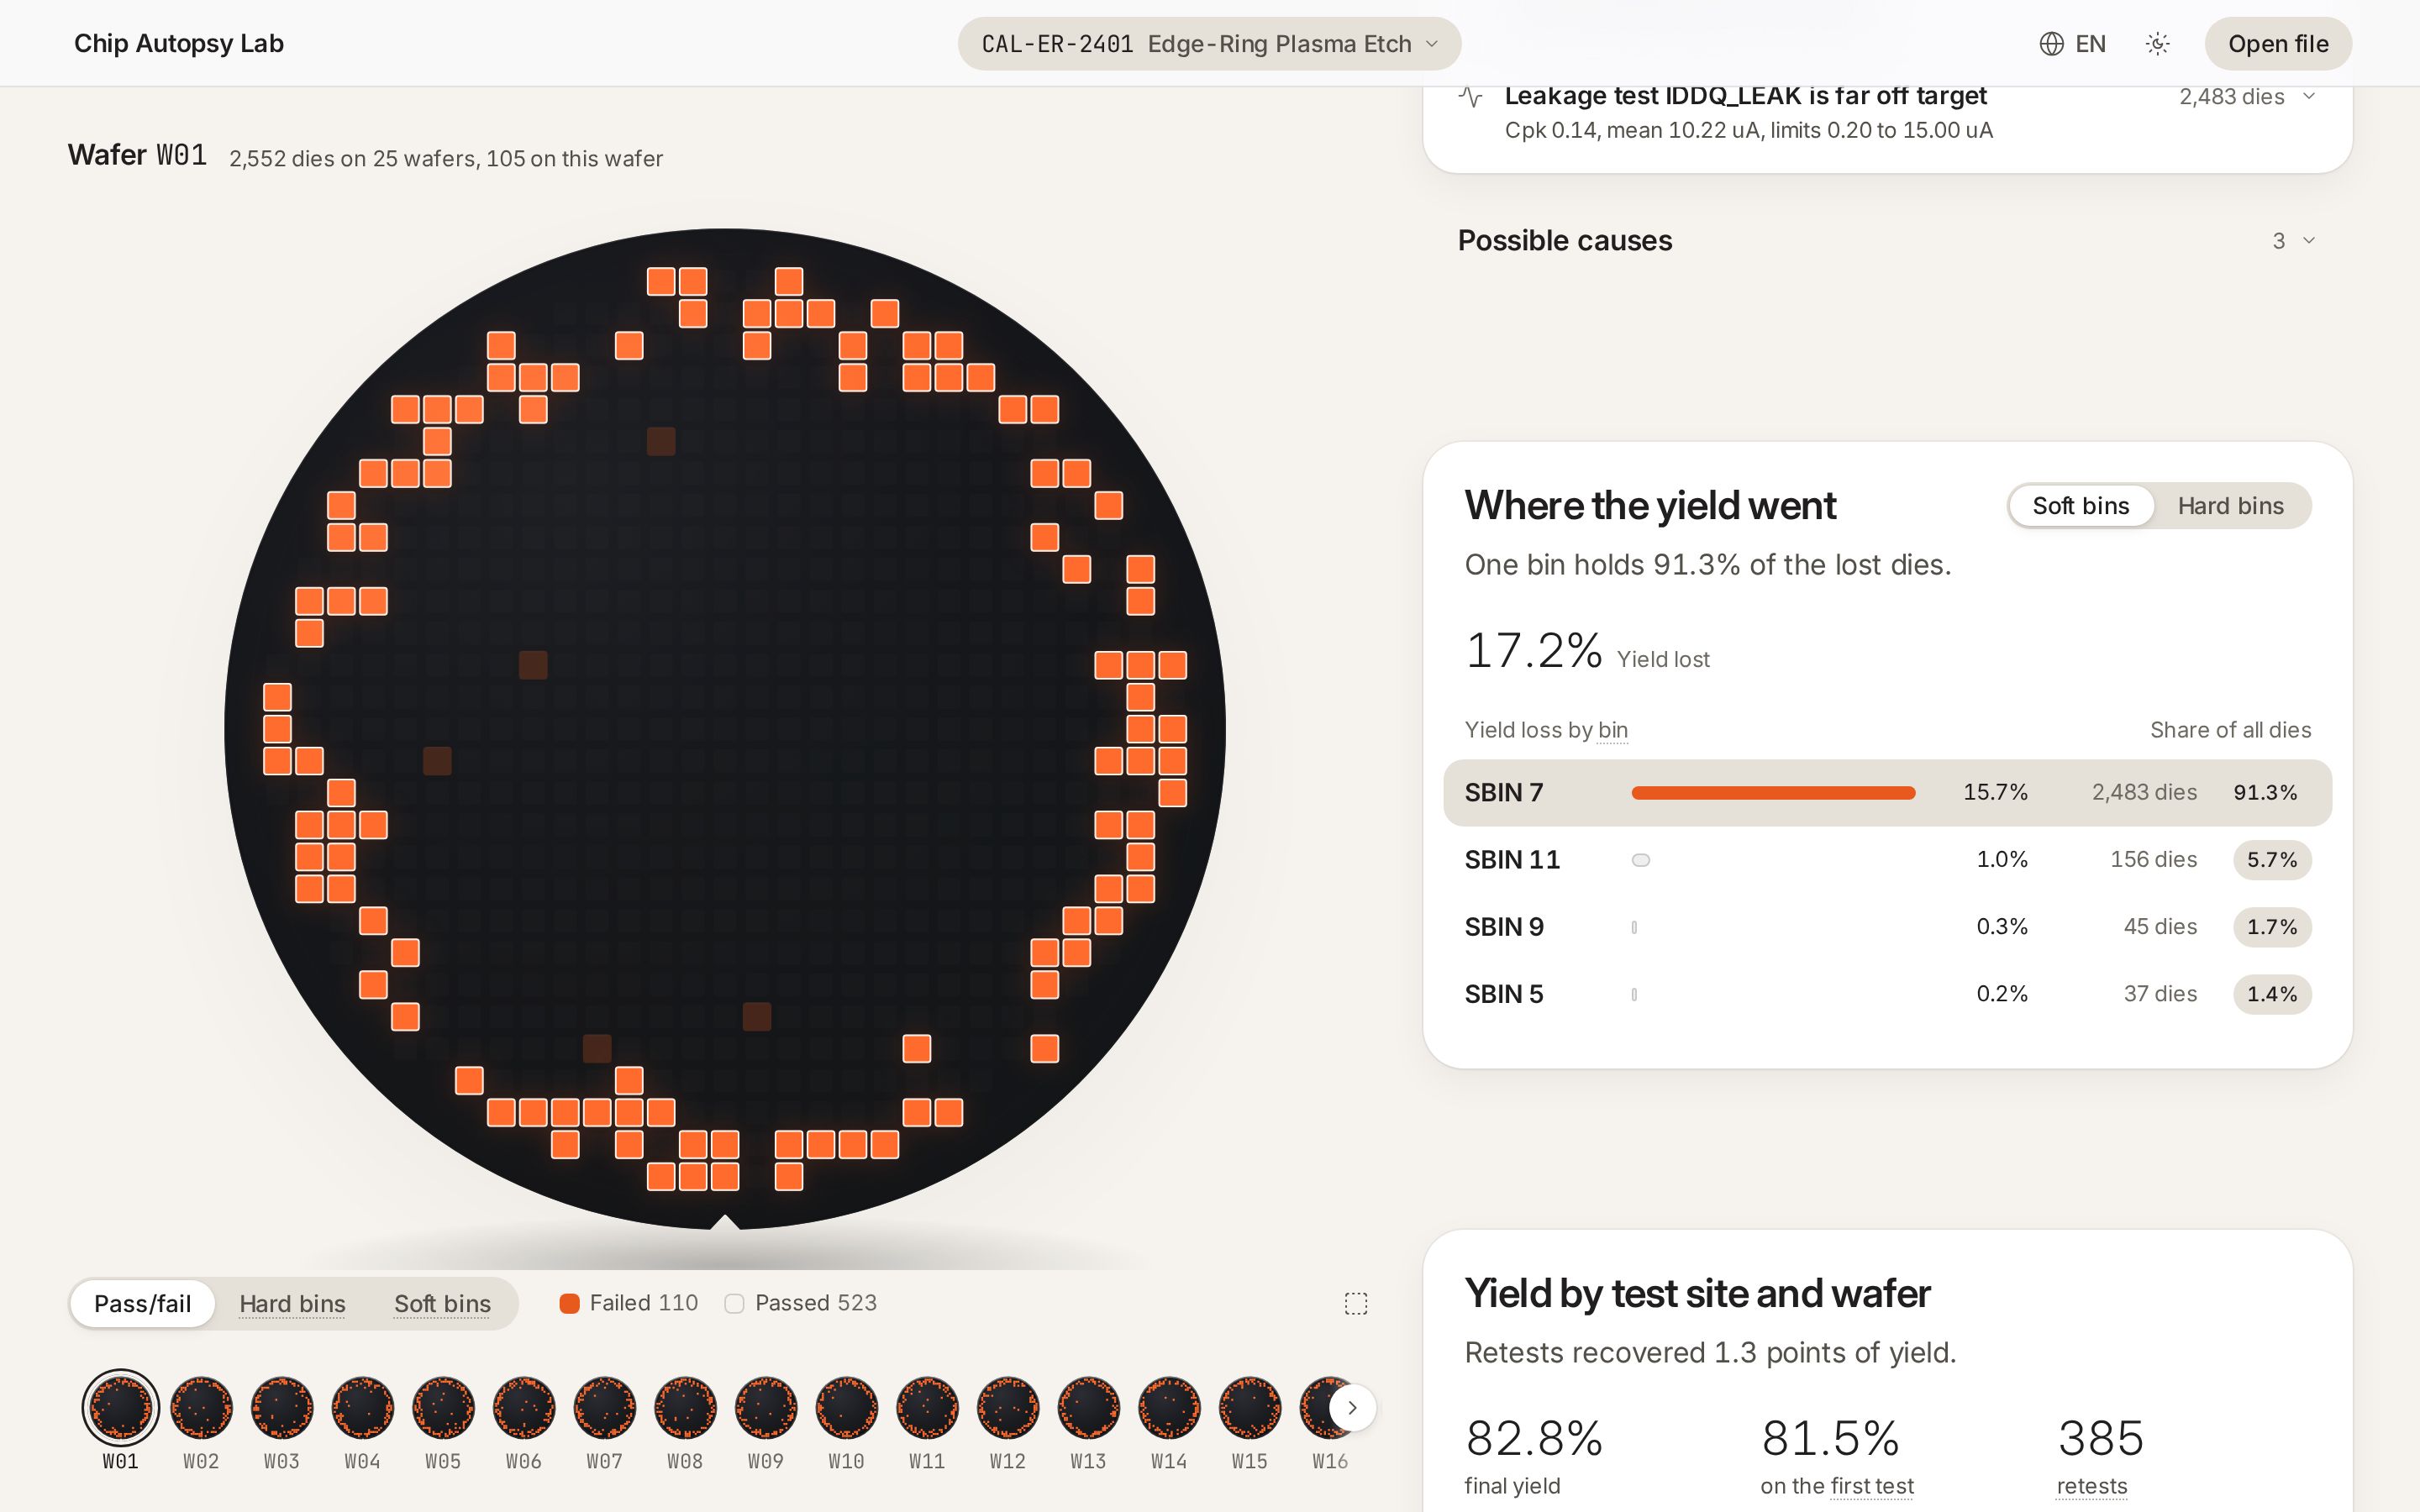 Chip Autopsy Lab
CAL-ER-2401 Edge-Ring Plasma Etch
EN
Open file
Wafer W01 2,552 dies on 25 wafers, 105 on this wafer
Leakage test IDDQ_LEAK is far off target 2,483 dies
Cpk 0.14, mean 10.22 uA, limits 0.20 to 15.00 uA
Possible causes 3
Where the yield went
Soft bins Hard bins
One bin holds 91.3% of the lost dies.
17.2% Yield lost
Yield loss by bin Share of all dies
SBIN 7 15.7% 2,483 dies 91.3%
SBIN 11 1.0% 156 dies 5.7%
SBIN 9 0.3% 45 dies 1.7%
SBIN 5 0.2% 37 dies 1.4%
Pass/fail Hard bins Soft bins Failed 110 Passed 523
W01 W02 W03 W04 W05 W06 W07 W08 W09 W10 W11 W12 W13 W14 W15 W16
Yield by test site and wafer
Retests recovered 1.3 points of yield.
82.8% 81.5% 385
final yield on the first test retests